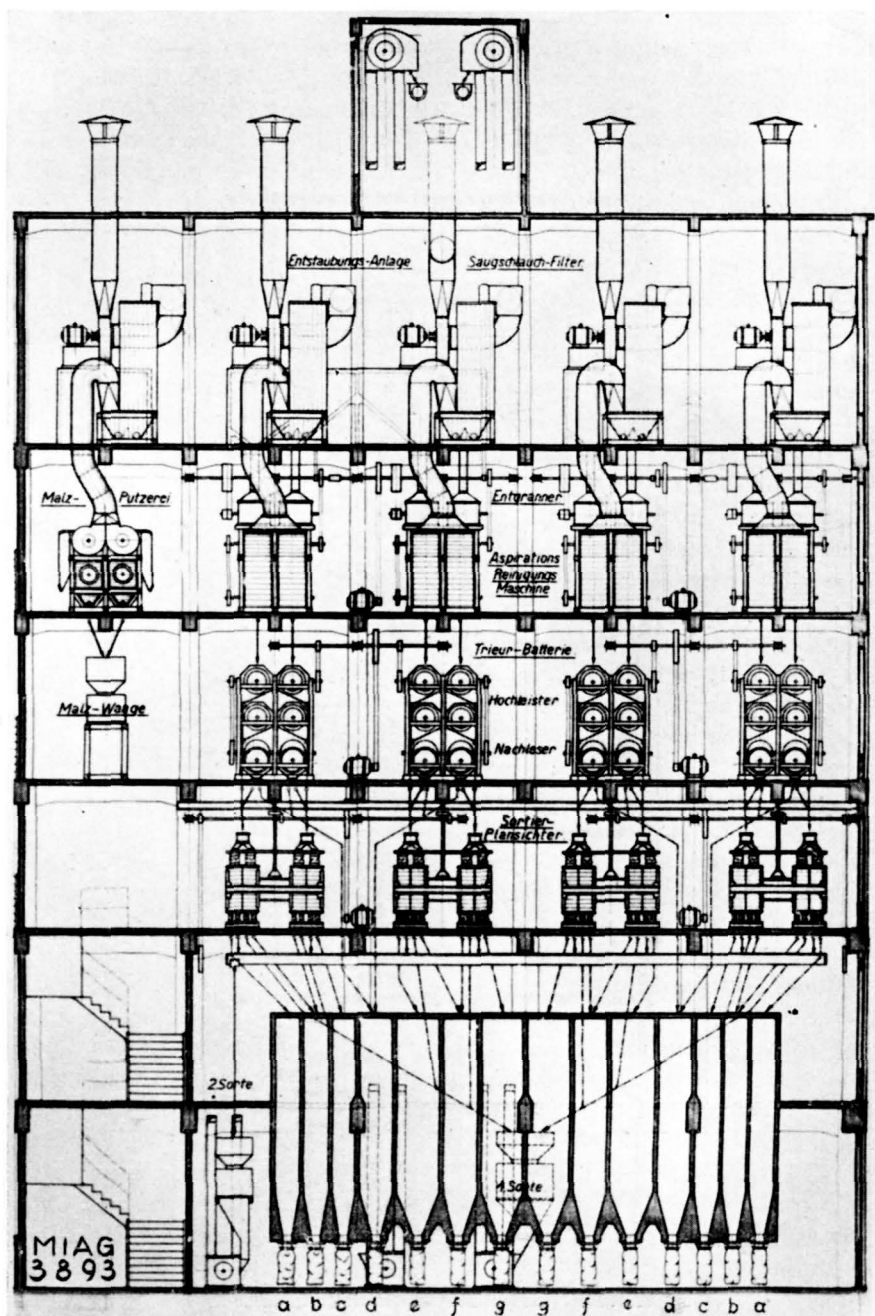 Entstaubungs-Anlage Saugschlauch-Filter
Malz- Putzerei
Entgranner
Aspirations
Reinigungs
Maschine
Trieur-Batterie
Hochleister
Malz-Waage
Nachleser
Sortier-
Plansichter
2.Sorte
1.Sorte
MIAG
3893
a b c d e f g g f e d c b a